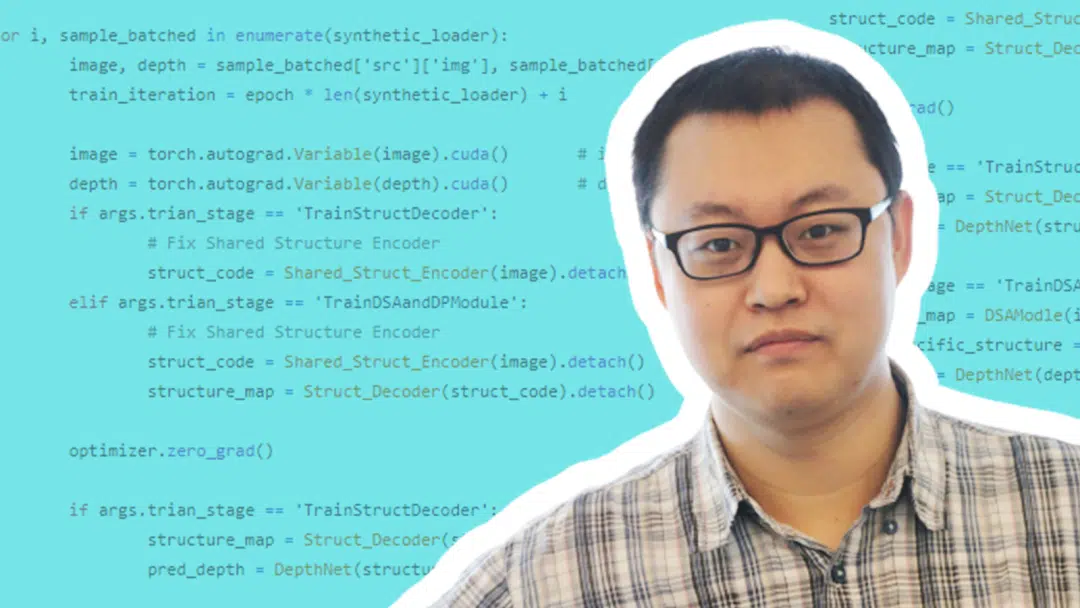 or i, sample_batched in enumerate(synthetic_loader):
image, depth = sample_batched['src']['img'], sample_batched[
train_iteration = epoch * len(synthetic_loader) + i
image = torch.autograd.Variable(image).cuda() #
depth = torch.autograd.Variable(depth).cuda() #
if args.trian_stage == 'TrainStructDecoder':
# Fix Shared Structure Encoder
struct_code = Shared_Struct_Encoder(image).detach
elif args.trian_stage == 'TrainDSAandDPModule':
# Fix Shared Structure Encoder
struct_code = Shared_Struct_Encoder(image).detach()
structure_map = Struct_Decoder(struct_code).detach()
optimizer.zero_grad()
if args.trian_stage == 'TrainStructDecoder':
structure_map = Struct_Decoder(
pred_depth = DepthNet(structu
struct_code = Shared_Struc
ucture_map = Struct_Dec
rad()
e == 'TrainStruc
ap = Struct_Dec
= DepthNet(stru
age == 'TrainDSA
_map = DSAModle(i
cific_structure =
= DepthNet(dept